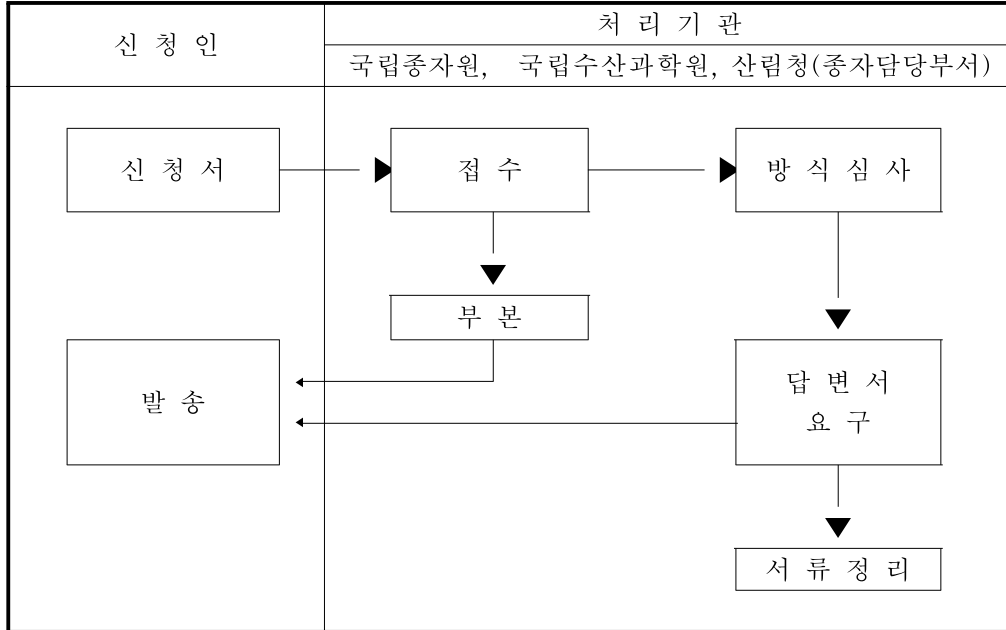 신 청 인
처 리 기 관
국립종자원, 국립수산과학원, 산림청(종자담당부서)
신 청 서
접 수
방 식 심 사
부 본
발 송
답 변 서
요 구
서 류 정 리